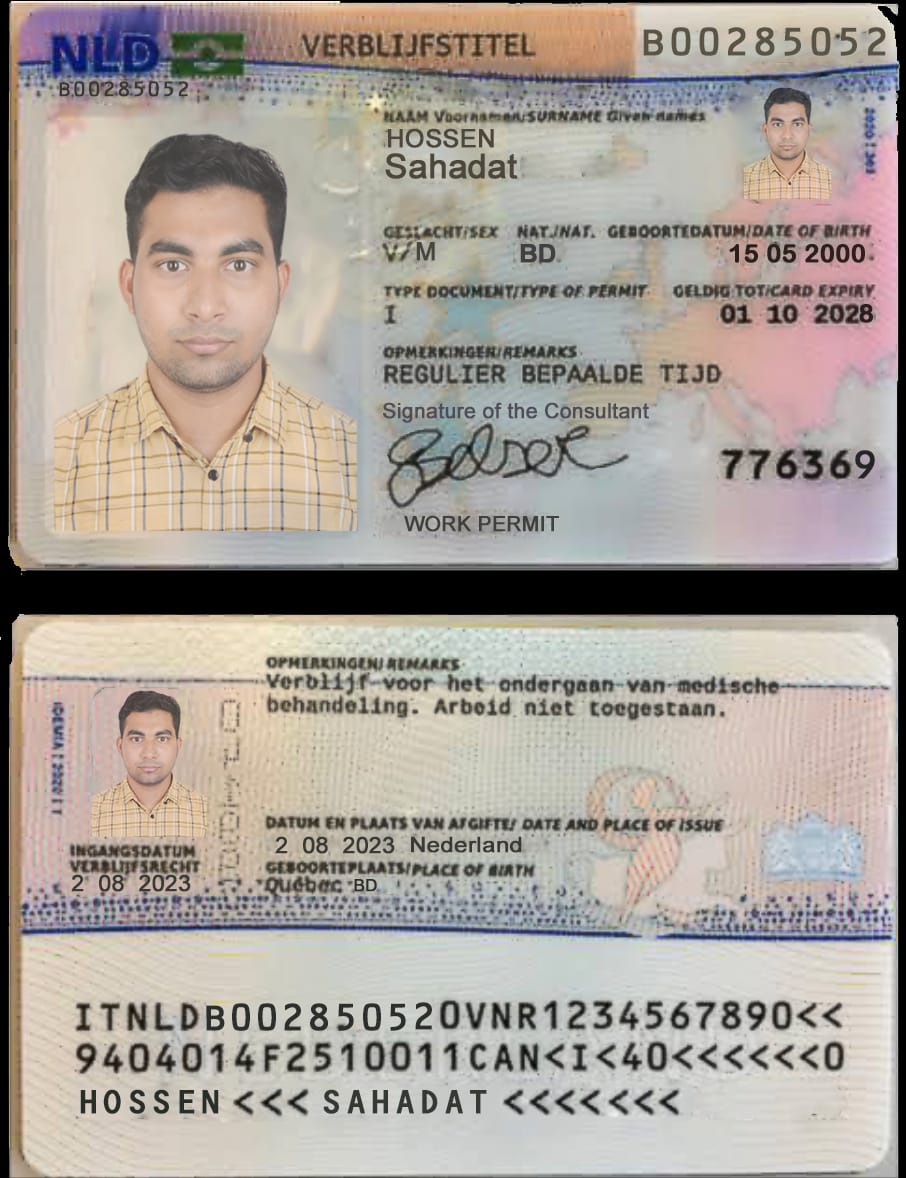 NLD VERBLIJFSTITEL B00285052
B00285052
NAAM Voornamen/SURNAME Given names
HOSSEN
Sahadat
GESLACHT/SEX NAT./NAT. GEBOORTEDATUM/DATE OF BIRTH
V/M BD 15 05 2000
TYPE DOCUMENT/TYPE OF PERMIT GELDIG TOT/CARD EXPIRY
I 01 10 2028
OPMERKINGEN/REMARKS
REGULIER BEPAALDE TIJD
Signature of the Consultant
776369
WORK PERMIT
OPMERKINGEN/ REMARKS
Verblijf voor het ondergaan van medische
behandeling. Arbeid niet toegestaan.
DATUM EN PLAATS VAN AFGIFTE/ DATE AND PLACE OF ISSUE
2 08 2023 Nederland
INGANGSDATUM
VERBLIJFSRECHT
2 08 2023
GEBOORTEPLAATS/PLACE OF BIRTH
Québec BD
ITNLDB002850520VNR1234567890<<
9404014F2510011CAN<I<40<<<<<<0
HOSSEN <<< SAHADAT <<<<<<<